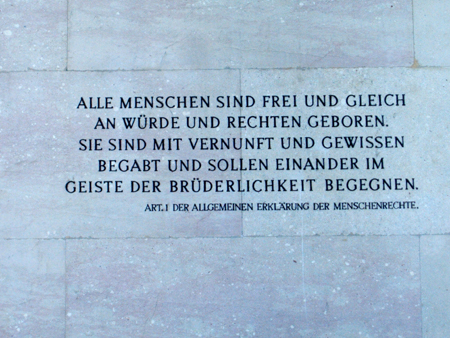 ALLE MENSCHEN SIND FREI UND GLEICH
AN WÜRDE UND RECHTEN GEBOREN.
SIE SIND MIT VERNUNFT UND GEWISSEN
BEGABT UND SOLLEN EINANDER IM
GEISTE DER BRÜDERLICHKEIT BEGEGNEN.
ART. 1 DER ALLGEMEINEN ERKLÄRUNG DER MENSCHENRECHTE.